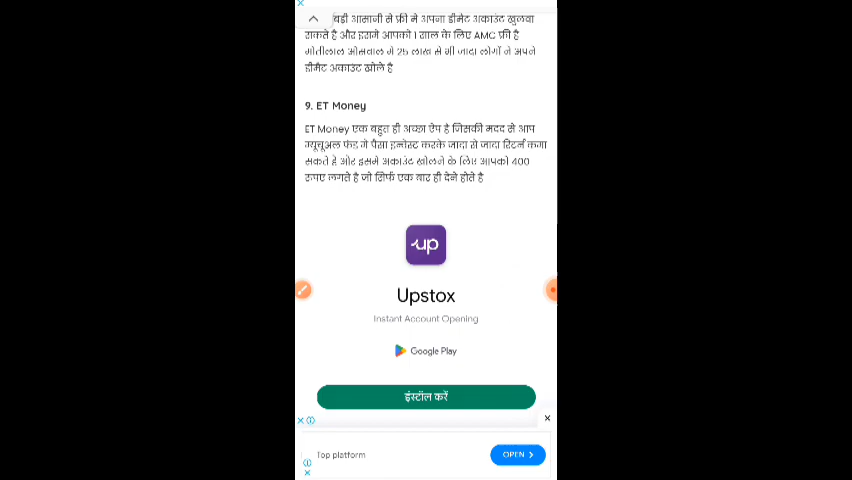 बड़ी आसानी से फ्री मे अपना डीमैट अकाउंट खुलवा
सकते है और इसमे आपको 1 साल के लिए AMC फ्री है
मोतीलाल ओसवाल मे 25 लाख से भी जादा लोगों ने अपने
डीमैट अकाउंट खोले है
9. ET Money
ET Money एक बहुत ही अच्छा ऐप है जिसकी मदद से आप
म्यूचूअल फंड मे पैसा इन्वेस्ट करके जादा से जादा रिटर्न कमा
सकते है और इसमे अकाउंट खोलने के लिए आपको 400
रुपए लगते है जो सिर्फ एक बार ही देने होते है
up
Upstox
Instant Account Opening
Google Play
इंस्टॉल करें
Top platform
OPEN